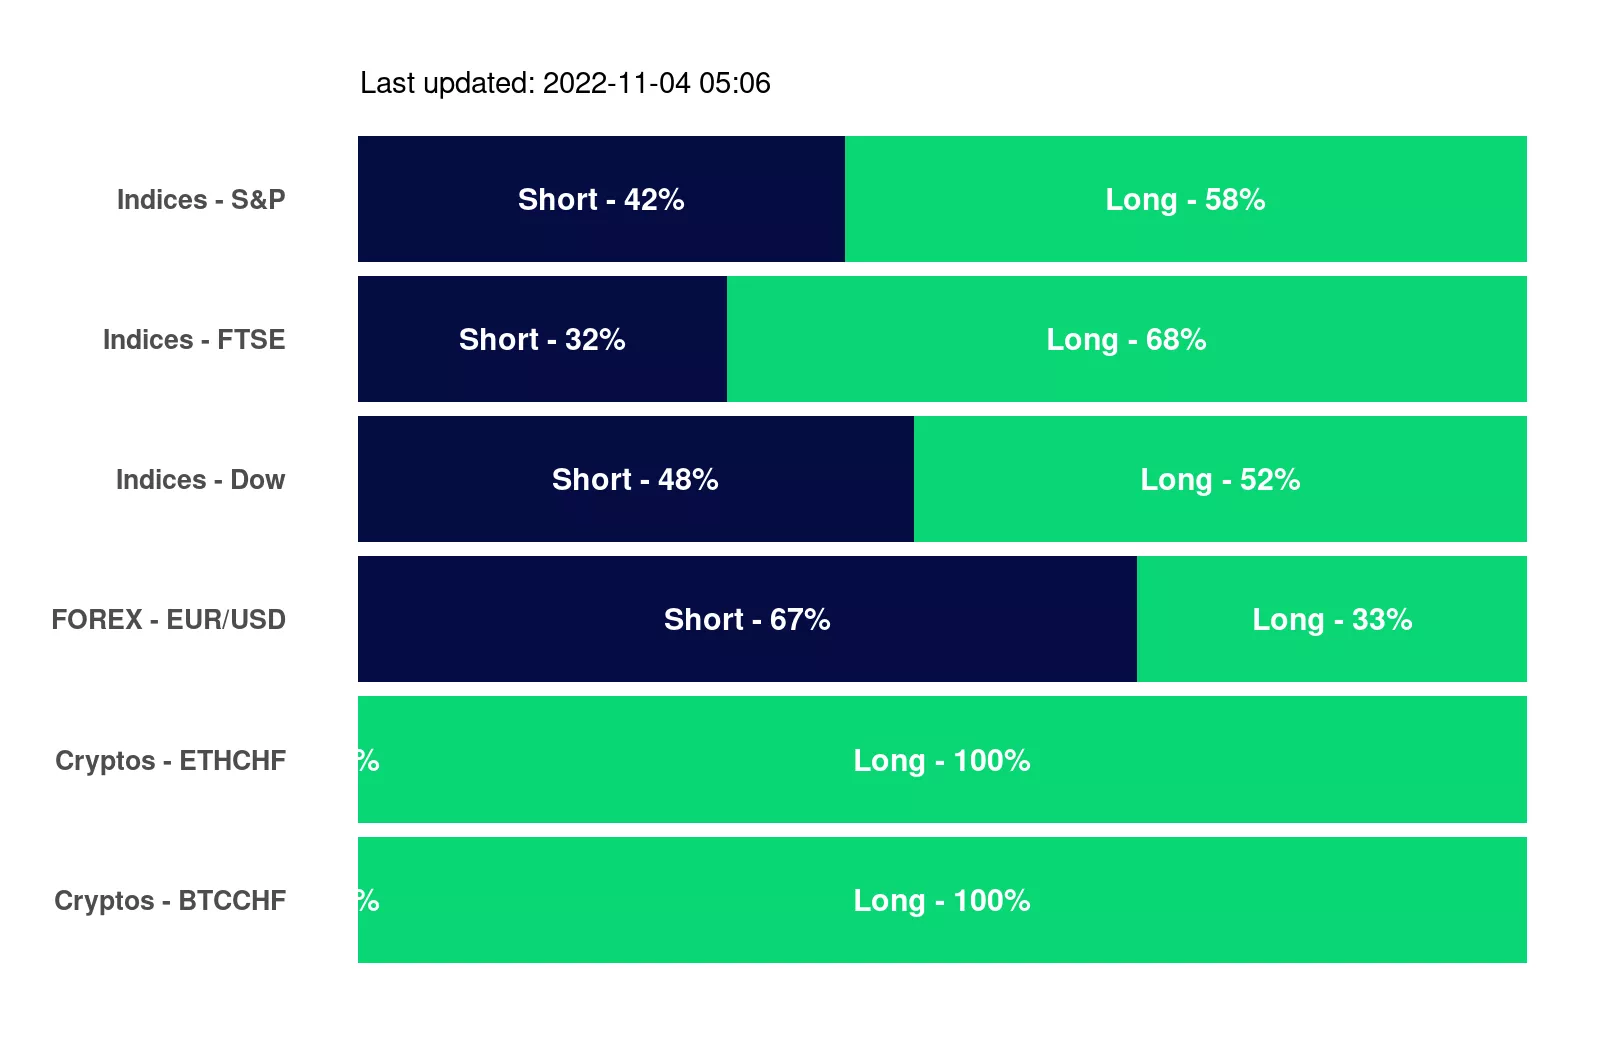 Last updated: 2022-11-04 05:06
Indices - S&P Short - 42% Long - 58%
Indices - FTSE Short - 32% Long - 68%
Indices - Dow Short - 48% Long - 52%
FOREX - EUR/USD Short - 67% Long - 33%
Cryptos - ETHCHF % Long - 100%
Cryptos - BTCCHF % Long - 100%